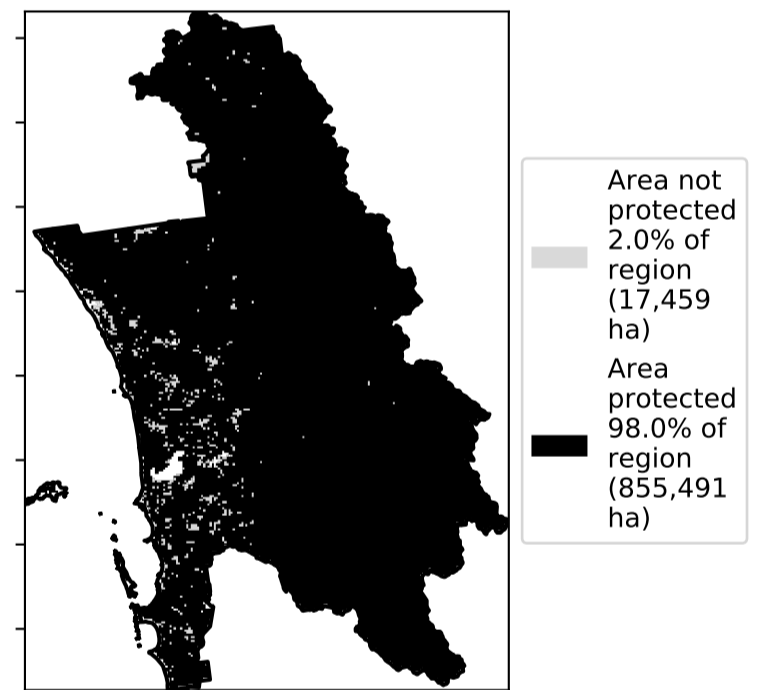 Area not
protected
2.0% of
region
(17,459
ha)
Area
protected
98.0% of
region
(855,491
ha)